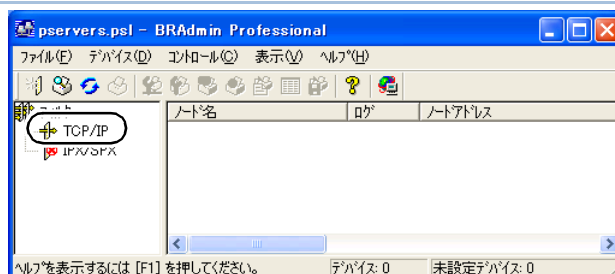 pservers.psl - BRAdmin Professional
ファイル(F) デバイス(D) コントロール(C) 表示(V) ヘルプ(H)
ノード名 ログ ノードアドレス
TCP/IP
IPX/SPX
ヘルプを表示するには [F1] を押してください。 デバイス: 0 未設定デバイス: 0